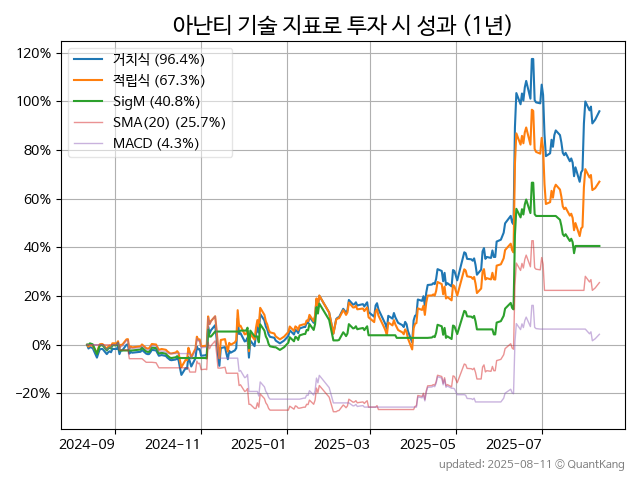 아난티 기술 지표로 투자 시 성과 (1년)
120%
100%
80%
60%
40%
20%
0%
−20%
거치식 (96.4%)
적립식 (67.3%)
SigM (40.8%)
SMA(20) (25.7%)
MACD (4.3%)
2024-09 2024-11 2025-01 2025-03 2025-05 2025-07
updated: 2025-08-11 © QuantKang